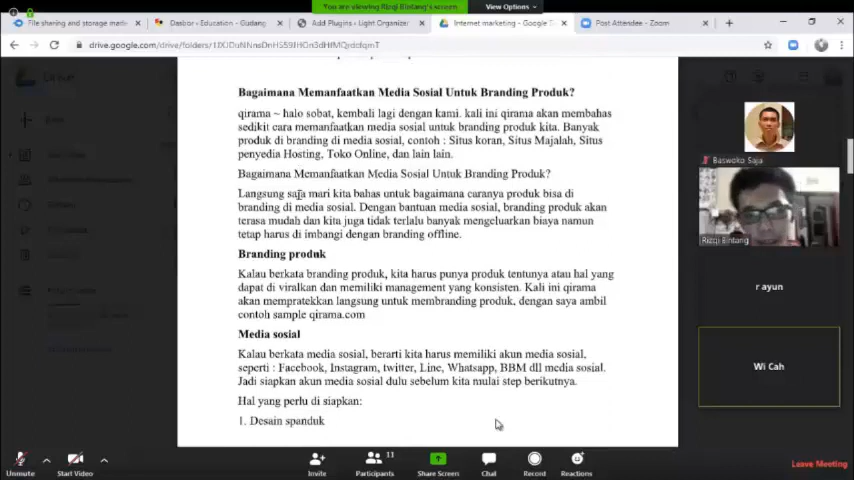 You are viewing Rizqi Bintang's screen
View Options
File sharing and storage mark
Dasbor ‹ Education - Gudang
Add Plugins ‹ Light Organizer
Internet marketing - Google
Post Attendee - Zoom
Bagaimana Memanfaatkan Media Sosial Untuk Branding Produk?
qirama ~ halo sobat, kembali lagi dengan kami. kali ini qirama akan membahas
sedikit cara memanfaatkan media sosial untuk branding produk kita. Banyak
produk di branding di media sosial, contoh : Situs koran, Situs Majalah, Situs
penyedia Hosting, Toko Online, dan lain lain.
Bagaimana Memanfaatkan Media Sosial Untuk Branding Produk?
Langsung saja mari kita bahas untuk bagaimana caranya produk bisa di
branding di media sosial. Dengan bantuan media sosial, branding produk akan
terasa mudah dan kita juga tidak terlalu banyak mengeluarkan biaya namun
tetap harus di imbangi dengan branding offline.
Branding produk
Kalau berkata branding produk, kita harus punya produk tentunya atau hal yang
dapat di viralkan dan memiliki management yang konsisten. Kali ini qirama
akan mempratekkan langsung untuk membranding produk, dengan saya ambil
contoh sample qirama.com
Media sosial
Kalau berkata media sosial, berarti kita harus memiliki akun media sosial,
seperti : Facebook, Instagram, twitter, Line, Whatsapp, BBM dll media sosial.
Jadi siapkan akun media sosial dulu sebelum kita mulai step berikutnya.
Hal yang perlu di siapkan:
1. Desain spanduk
Baswoko Saja
Rizqi Bintang
r ayun
Wi Cah
Unmute
Start Video
Invite
Participants
11
Share Screen
Chat
Record
Reactions
Leave Meeting